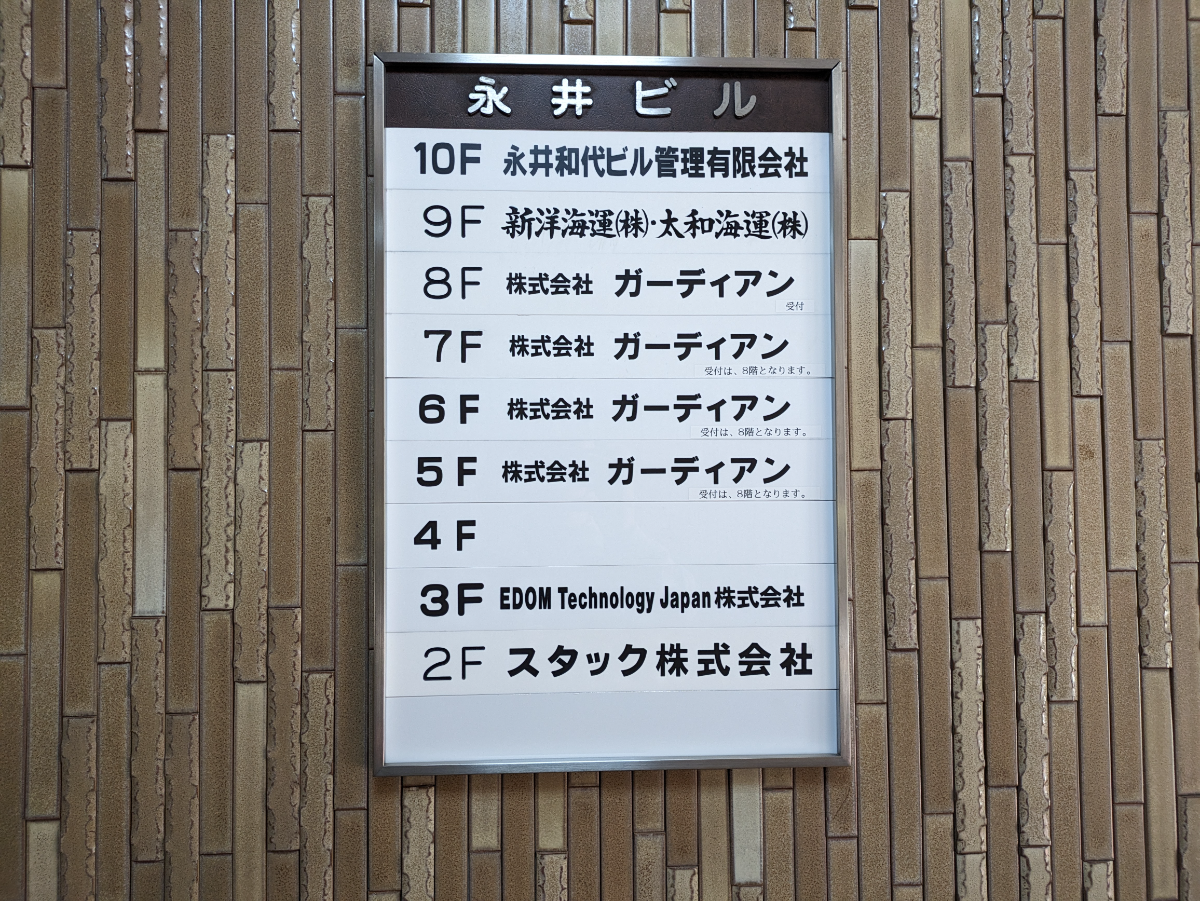 永井ビル
10F 永井和代ビル管理有限会社
9F 新洋海運㈱・太和海運㈱
8F 株式会社 ガーディアン
受付
7F 株式会社 ガーディアン
受付は、8階となります。
6F 株式会社 ガーディアン
受付は、8階となります。
5F 株式会社 ガーディアン
受付は、8階となります。
4F
3F EDOM Technology Japan株式会社
2F スタック株式会社